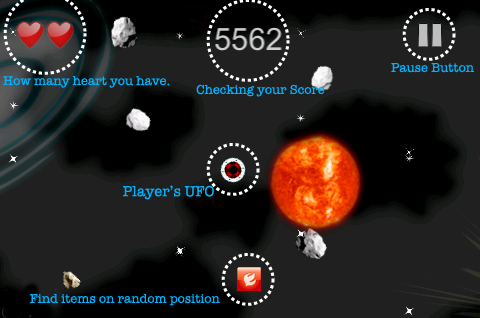 5562
How many heart you have.
Checking your Score
Pause Button
Player's UFO
Find items on random position